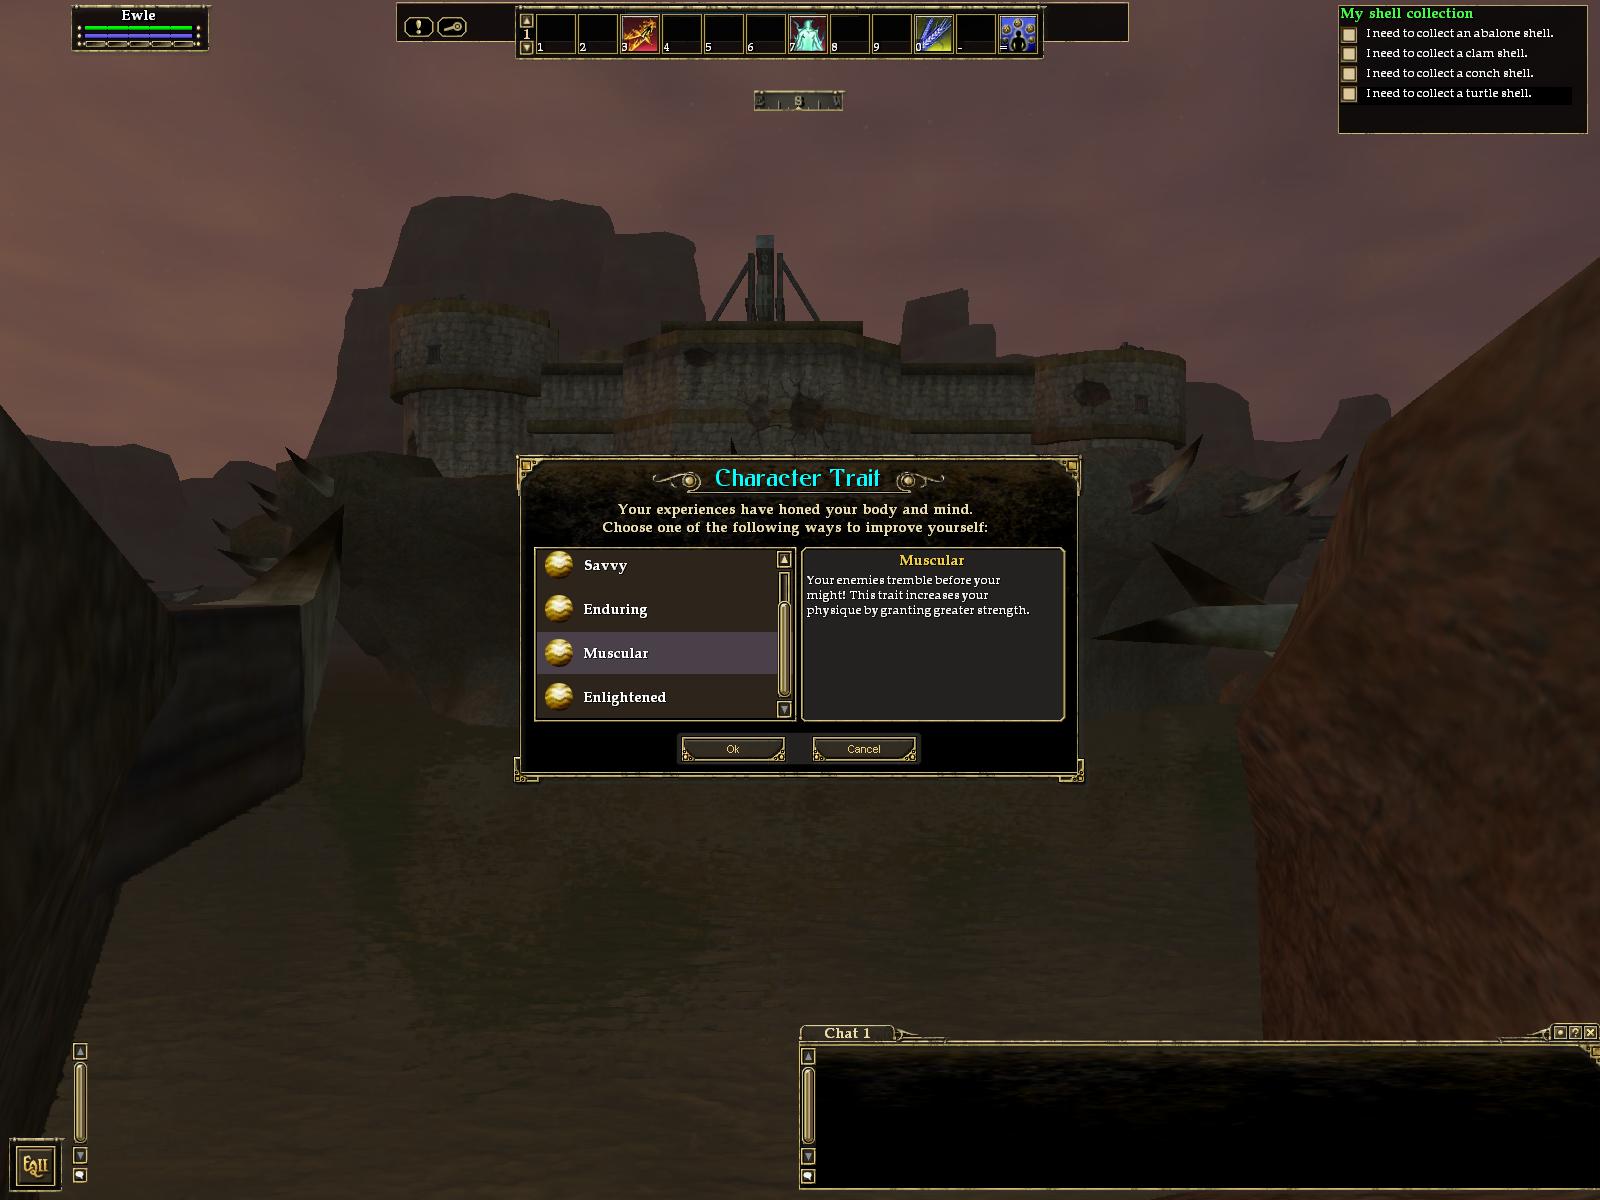 Ewle
1
1 2 3 4 5 6 7 8 9 0 - =
E S W
My shell collection
I need to collect an abalone shell.
I need to collect a clam shell.
I need to collect a conch shell.
I need to collect a turtle shell.
Character Trait
Your experiences have honed your body and mind.
Choose one of the following ways to improve yourself:
Savvy
Enduring
Muscular
Enlightened
Muscular
Your enemies tremble before your
might! This trait increases your
physique by granting greater strength.
Ok
Cancel
Chat 1
EQII